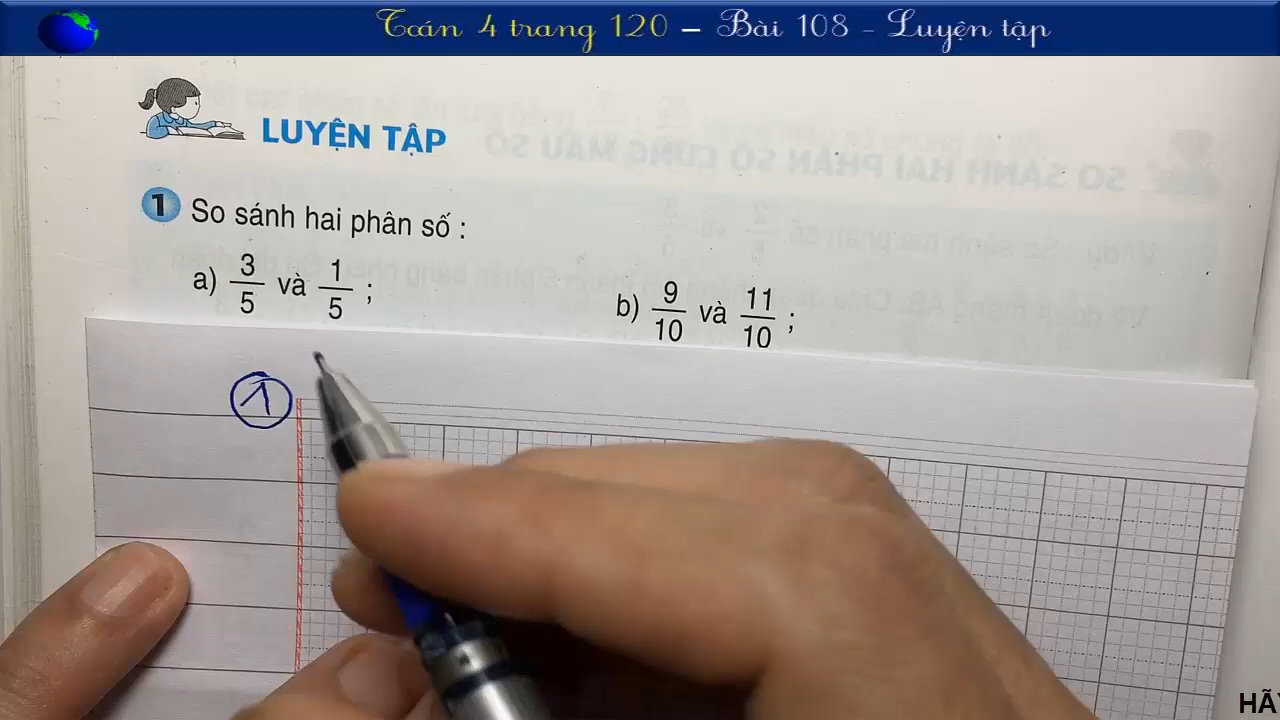 Toán 4 trang 120 – Bài 108 - Luyện tập
LUYỆN TẬP
1 So sánh hai phân số :
a) 3/5 và 1/5 ;
b) 9/10 và 11/10 ;
1